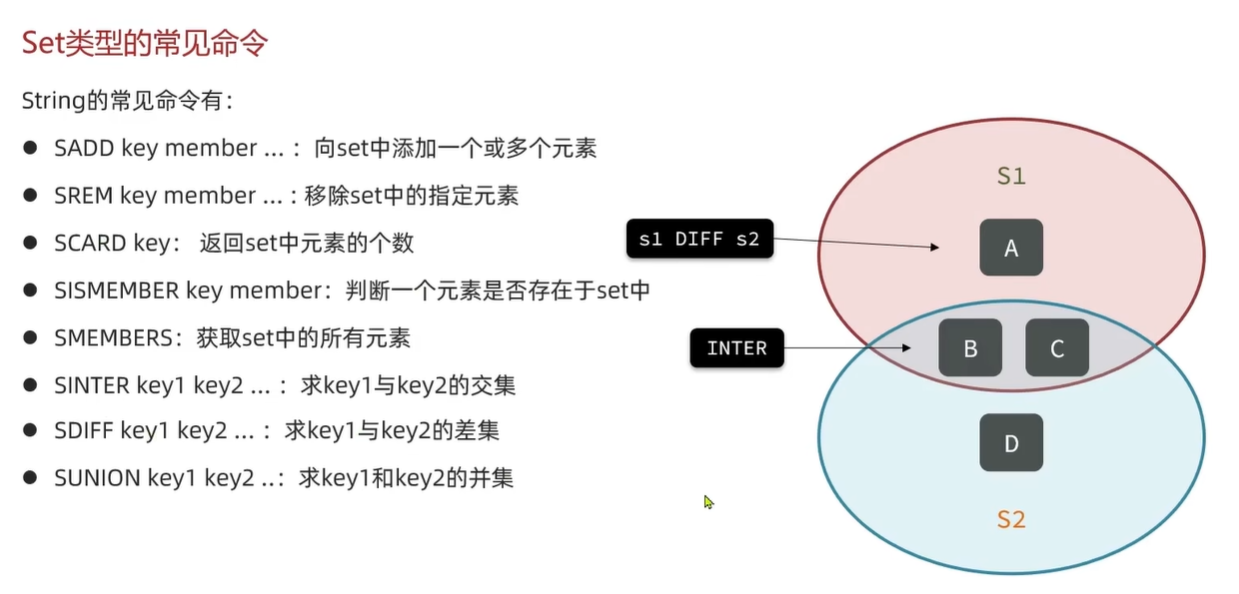 Set类型的常见命令
String的常见命令有：
● SADD key member ... ：向set中添加一个或多个元素
● SREM key member ... : 移除set中的指定元素
● SCARD key： 返回set中元素的个数
● SISMEMBER key member：判断一个元素是否存在于set中
● SMEMBERS：获取set中的所有元素
● SINTER key1 key2 ... ：求key1与key2的交集
● SDIFF key1 key2 ... ：求key1与key2的差集
● SUNION key1 key2 ..：求key1和key2的并集
S1
s1 DIFF s2
A
INTER
B C
D
S2